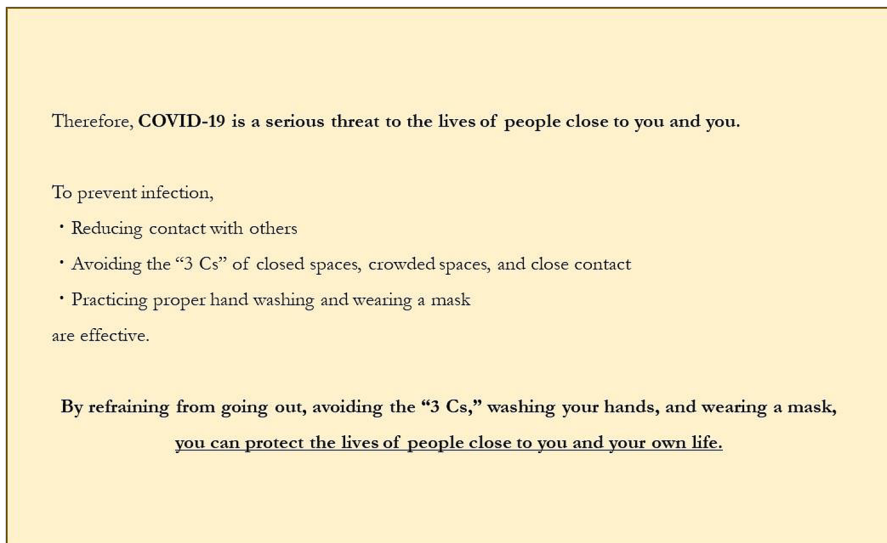 Therefore, COVID-19 is a serious threat to the lives of people close to you and you.
To prevent infection,
・Reducing contact with others
・Avoiding the “3 Cs” of closed spaces, crowded spaces, and close contact
・Practicing proper hand washing and wearing a mask
are effective.
By refraining from going out, avoiding the “3 Cs,” washing your hands, and wearing a mask,
you can protect the lives of people close to you and your own life.